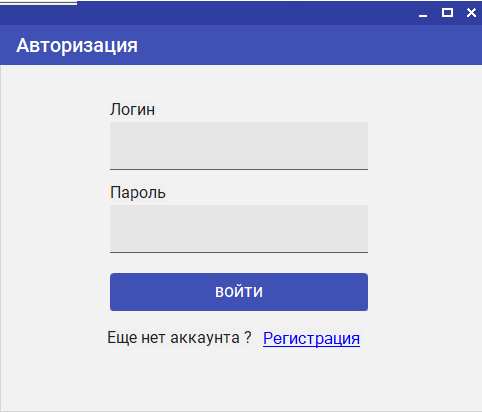 Авторизация
Логин
Пароль
ВОЙТИ
Еще нет аккаунта ? Регистрация